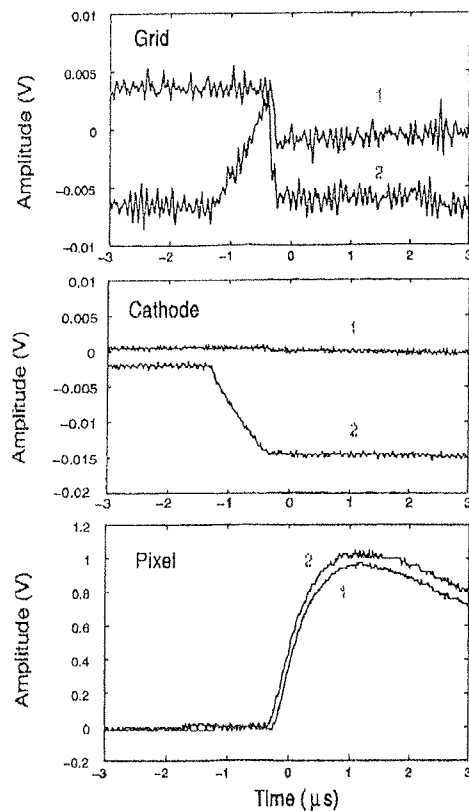 0.01
Grid
0.005
1
0
2
-0.005
-0.01
-3 -2 -1 0 1 2 3
Amplitude (V)
0.01
Cathode
0.005
1
0
-0.005
-0.01
2
-0.015
-0.02
-3 -2 -1 0 1 2 3
Amplitude (V)
1.2
Pixel
1
2
0.8
1
0.6
0.4
0.2
0
-0.2
-3 -2 -1 0 1 2 3
Amplitude (V)
Time (μs)